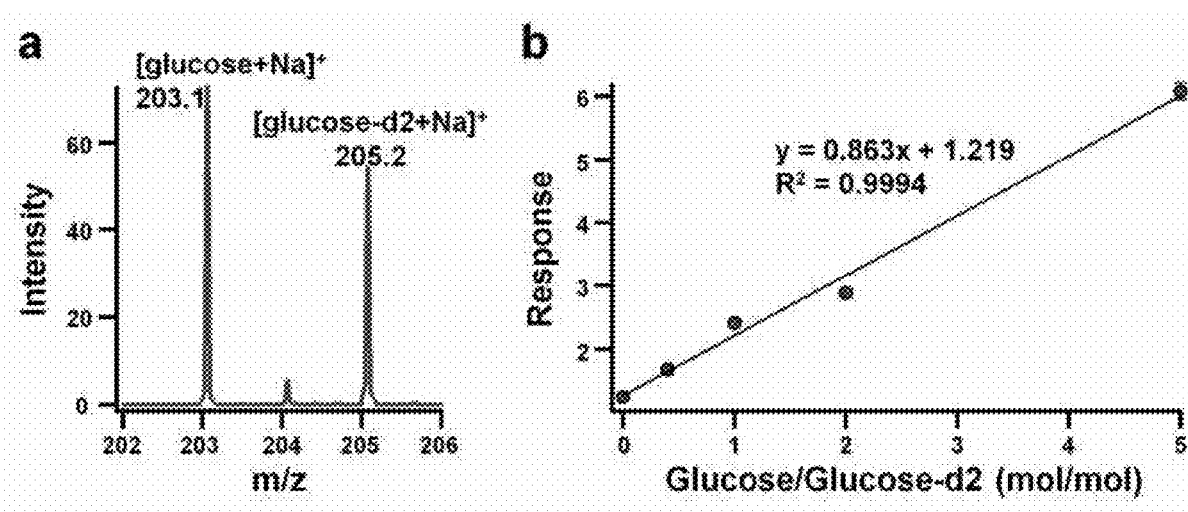 a
[glucose+Na]⁺
203.1
[glucose-d2+Na]⁺
205.2
60
40
20
0
Intensity
202 203 204 205 206
m/z
b
6
5
4
3
2
Response
y = 0.863x + 1.219
R² = 0.9994
0 1 2 3 4 5
Glucose/Glucose-d2 (mol/mol)